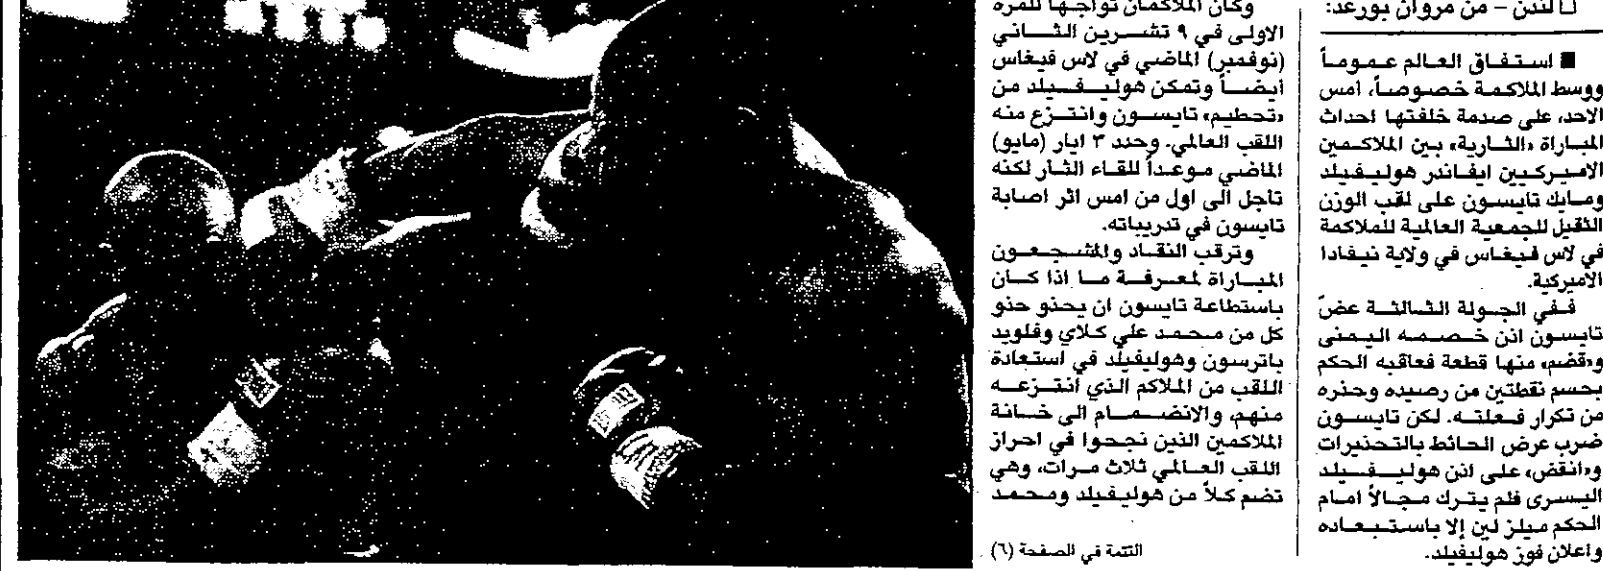 لندن – من مروان بورعد:
■ استفاق العالم عموماً
ووسط الملاكمة خصوصاً، امس
الاحد، على صدمة خلفتها احداث
المباراة «الثارية» بين الملاكمين
الاميركيين ايفاندر هوليفيلد
ومايك تايسون على لقب الوزن
الثقيل للجمعية العالمية للملاكمة
في لاس فيغاس في ولاية نيفادا
الاميركية.
ففي الجولة الثالثة عضّ
تايسون اذن خصمه اليمنى
و«قضم» منها قطعة فعاقبه الحكم
بحسم نقطتين من رصيده وحذره
من تكرار فعلته. لكن تايسون
ضرب عرض الحائط بالتحذيرات
و«انقض» على اذن هوليفيلد
اليسرى فلم يترك مجالاً امام
الحكم ميلز لين إلا باستبعاده
واعلان فوز هوليفيلد.
وكان الملاكمان تواجها للمرة
الاولى في ٩ تشرين الثاني
(نوفمبر) الماضي في لاس فيغاس
ايضاً وتمكن هوليفيلد من
«تحطيم» تايسون وانتزع منه
اللقب العالمي. وحدد ٣ ايار (مايو)
الماضي موعداً للقاء الثار لكنه
تاجل الى اول من امس اثر اصابة
تايسون في تدريباته.
وترقب النقاد والمشجعون
المباراة لمعرفة ما اذا كان
باستطاعة تايسون ان يحذو حذو
كل من محمد علي كلاي وفلويد
باترسون وهوليفيلد في استعادة
اللقب من الملاكم الذي انتزعه
منهم، والانضمام الى خانة
الملاكمين الذين نجحوا في احراز
اللقب العالمي ثلاث مرات، وهي
تضم كلاً من هوليفيلد ومحمد
التتمة في الصفحة (٦)